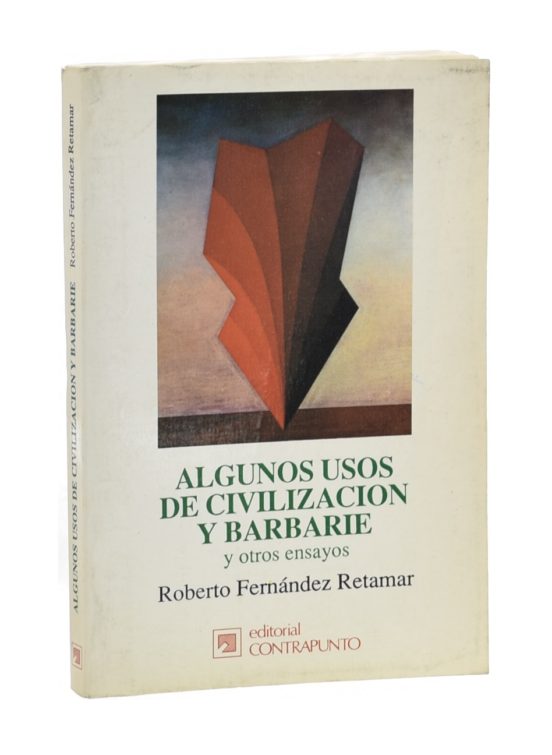 ALGUNOS USOS DE CIVILIZACION Y BARBARIE Roberto Fernández Retamar
ALGUNOS USOS
DE CIVILIZACION
Y BARBARIE
y otros ensayos
Roberto Fernández Retamar
editorial
CONTRAPUNTO